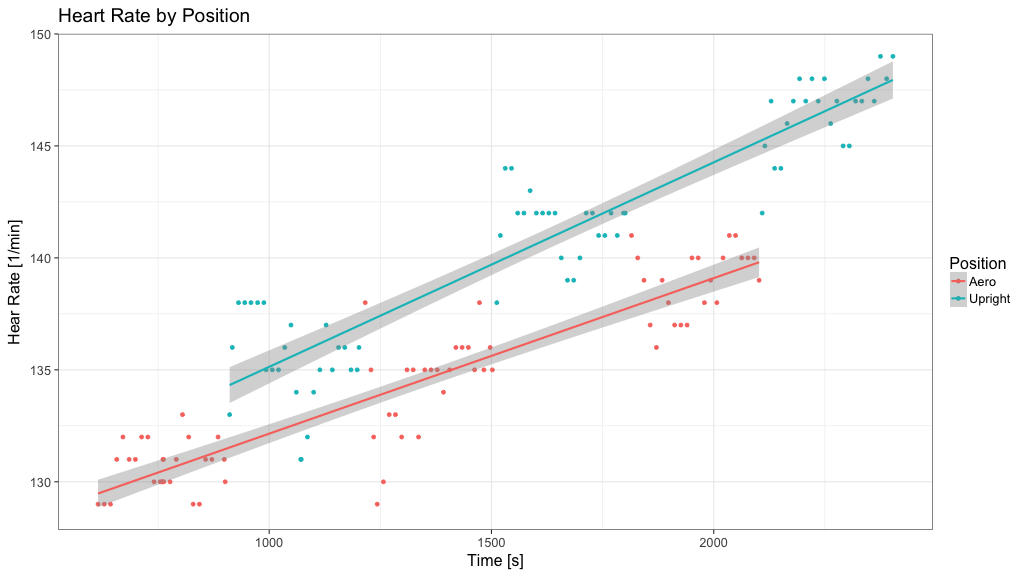 Heart Rate by Position
150
145
140
135
130
Hear Rate [1/min]
1000
1500
2000
Time [s]
Position
Aero
Upright